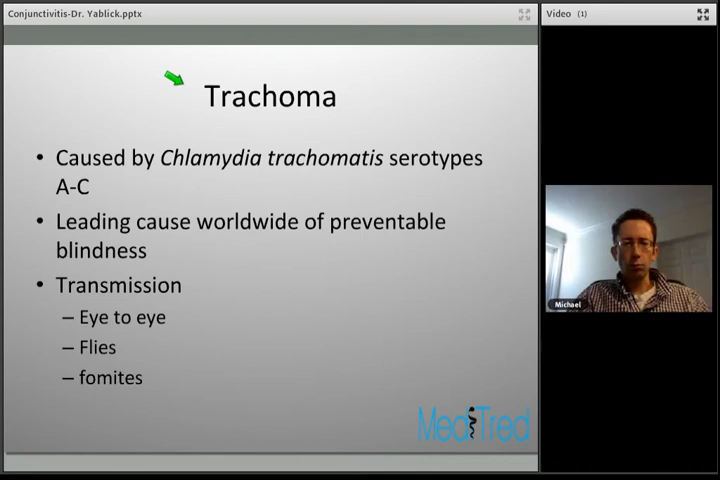 Conjunctivitis-Dr. Yablick.pptx
Video (1)
Trachoma
• Caused by Chlamydia trachomatis serotypes
A-C
• Leading cause worldwide of preventable
blindness
• Transmission
– Eye to eye
– Flies
– fomites
MediTred
Michael